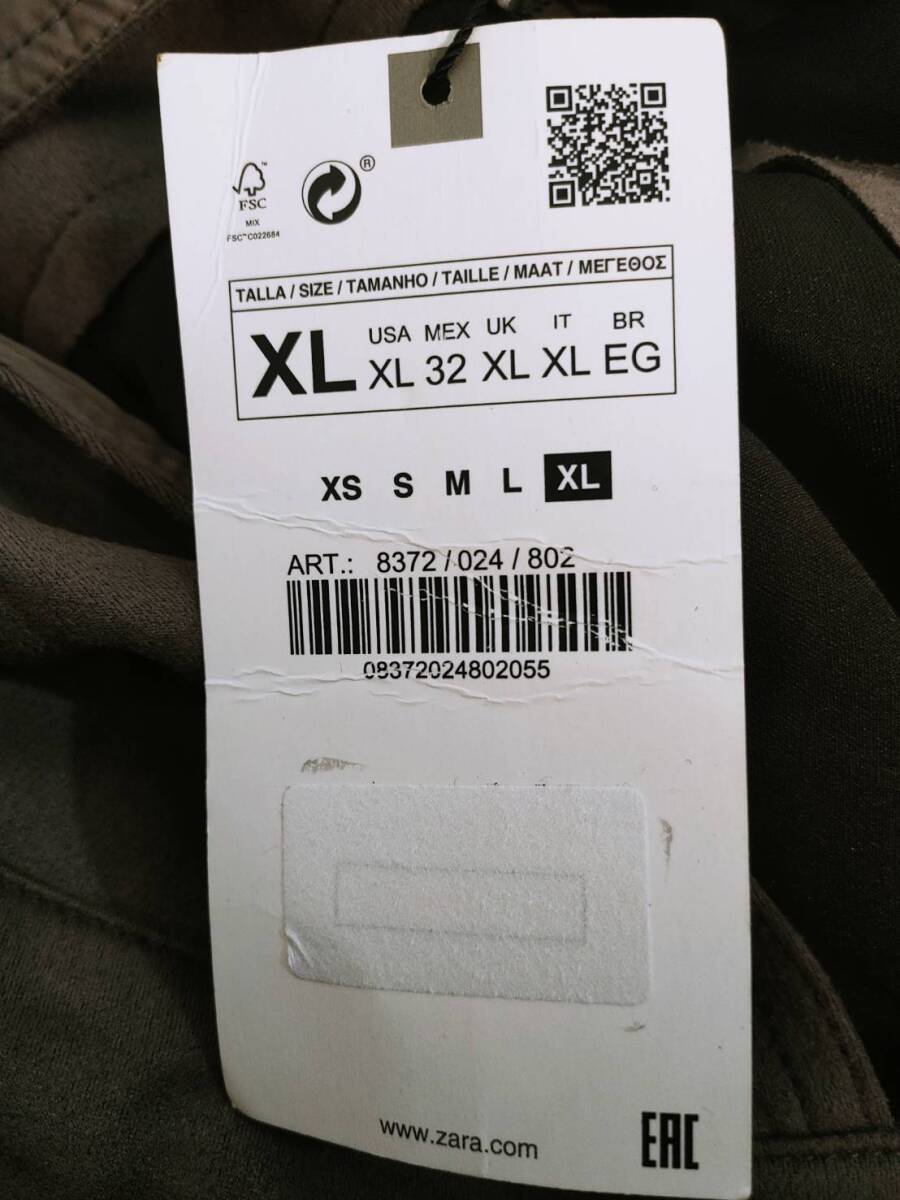 ®
FSC
MIX
FSC™ C022684
TALLA / SIZE / TAMANHO / TAILLE / MAAT / ΜΕΓΕΘΟΣ
XL
USA MEX UK IT BR
XL 32 XL XL EG
XS S M L XL
ART.: 8372 / 024 / 802
08372024802055
www.zara.com
EAC